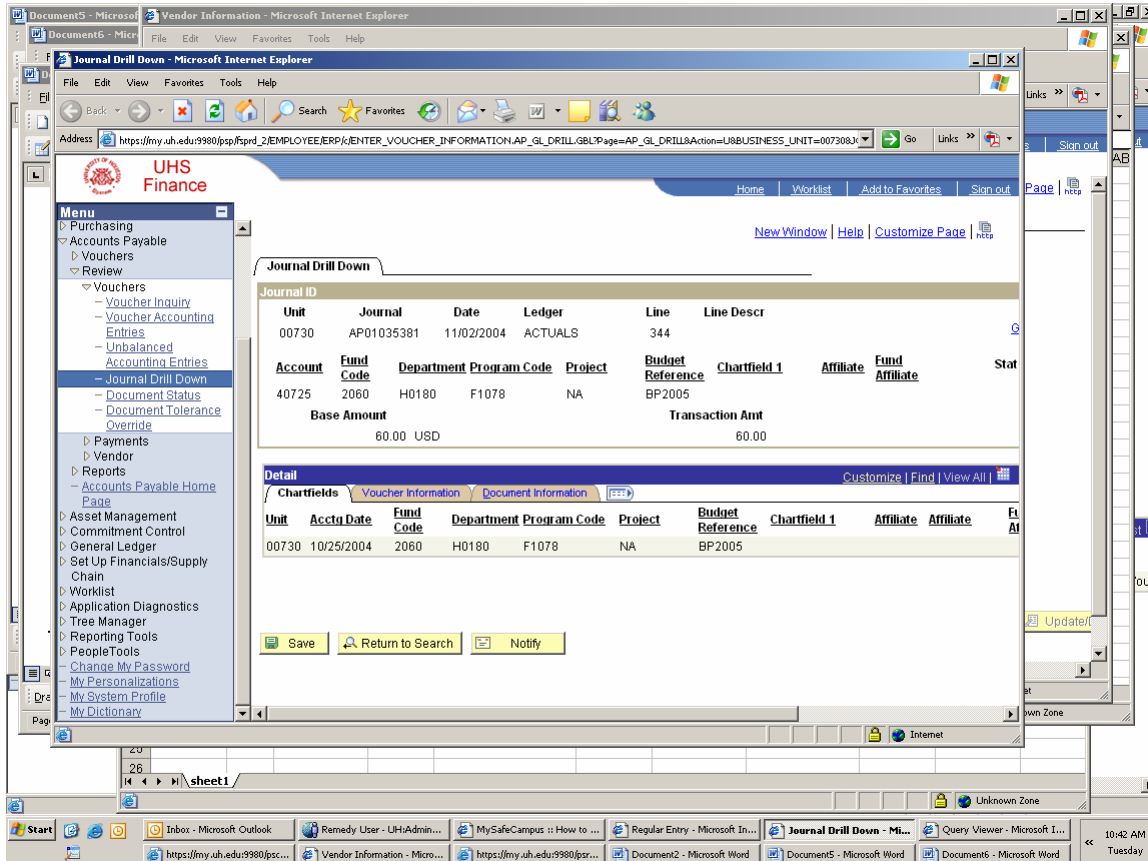 Document5 - Microsof
Vendor Information - Microsoft Internet Explorer
Document6 - Micr
File Edit View Favorites Tools Help
Journal Drill Down - Microsoft Internet Explorer
File Edit View Favorites Tools Help
Back Search Favorites
Links »
Address https://my.uh.edu:9980/psp/fsprd_2/EMPLOYEE/ERP/c/ENTER_VOUCHER_INFORMATION.AP_GL_DRILL.GBL?Page=AP_GL_DRILL&Action=U&BUSINESS_UNIT=00730&J Go Links »
Sign out
AB
UHS
Finance
Home Worklist Add to Favorites Sign out
Page | http
Menu
New Window | Help | Customize Page | http
Purchasing
Accounts Payable
Vouchers
Review
Vouchers
Voucher Inquiry
Voucher Accounting
Entries
Unbalanced
Accounting Entries
Journal Drill Down
Document Status
Document Tolerance
Override
Payments
Vendor
Reports
Accounts Payable Home
Page
Asset Management
Commitment Control
General Ledger
Set Up Financials/Supply
Chain
Worklist
Application Diagnostics
Tree Manager
Reporting Tools
PeopleTools
Change My Password
My Personalizations
My System Profile
My Dictionary
Journal Drill Down
Journal ID
Unit Journal Date Ledger Line Line Descr
00730 AP01035381 11/02/2004 ACTUALS 344 G
Account Fund Code Department Program Code Project Budget Reference Chartfield 1 Affiliate Fund Affiliate Stat
40725 2060 H0180 F1078 NA BP2005
Base Amount Transaction Amt
60.00 USD 60.00
Detail Customize | Find | View All |
Chartfields Voucher Information Document Information
Unit Acctg Date Fund Code Department Program Code Project Budget Reference Chartfield 1 Affiliate Affiliate Fu Af
00730 10/25/2004 2060 H0180 F1078 NA BP2005
Save Return to Search Notify
Update/D
Dra
Pag
Internet
own Zone
25
26
sheet1
Unknown Zone
Start Inbox - Microsoft Outlook Remedy User - UH:Admin... MySafeCampus :: How to ... Regular Entry - Microsoft In... Journal Drill Down - Mi... Query Viewer - Microsoft I... « 10:42 AM
https://my.uh.edu:9980/psc... Vendor Information - Micro... https://my.uh.edu:9980/psr... Document2 - Microsoft Word Document5 - Microsoft Word Document6 - Microsoft Word Tuesday